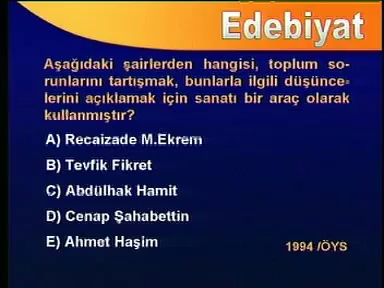 Edebiyat
Aşağıdaki şairlerden hangisi, toplum so-
runlarını tartışmak, bunlarla ilgili düşünce-
lerini açıklamak için sanatı bir araç olarak
kullanmıştır?
A) Recaizade M.Ekrem
B) Tevfik Fikret
C) Abdülhak Hamit
D) Cenap Şahabettin
E) Ahmet Haşim
1994 /ÖYS